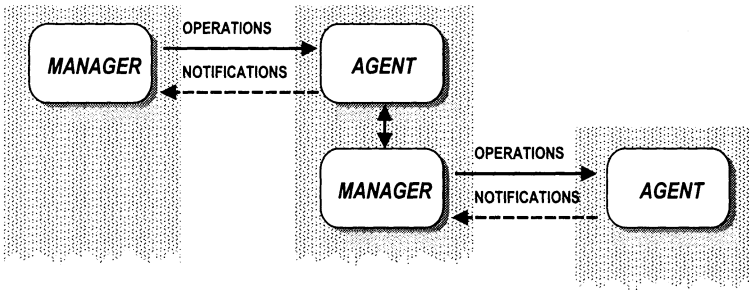 OPERATIONS
MANAGER
AGENT
NOTIFICATIONS
OPERATIONS
MANAGER
AGENT
NOTIFICATIONS